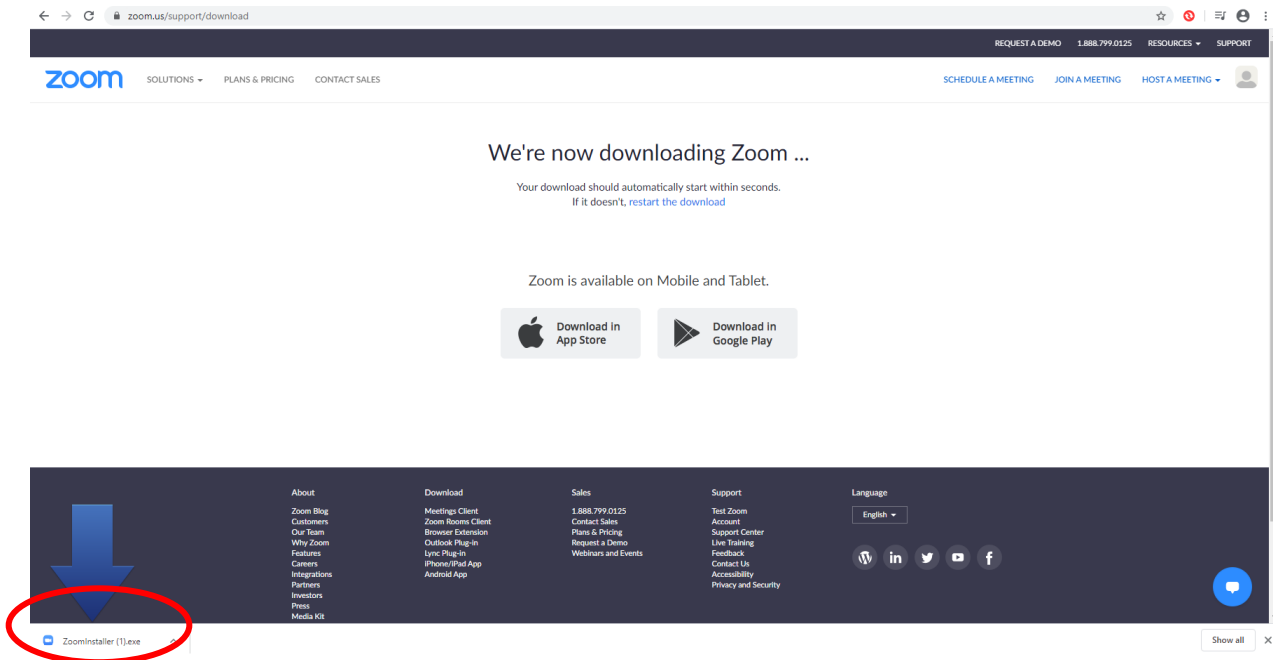 zoom.us/support/download
REQUEST A DEMO 1.888.799.0125 RESOURCES SUPPORT
zoom SOLUTIONS PLANS & PRICING CONTACT SALES SCHEDULE A MEETING JOIN A MEETING HOST A MEETING
We're now downloading Zoom ...
Your download should automatically start within seconds.
If it doesn't, restart the download
Zoom is available on Mobile and Tablet.
Download in
App Store
Download in
Google Play
About
Zoom Blog
Customers
Our Team
Why Zoom
Features
Careers
Integrations
Partners
Investors
Press
Media Kit
Download
Meetings Client
Zoom Rooms Client
Browser Extension
Outlook Plug-in
Lync Plug-in
iPhone/iPad App
Android App
Sales
1.888.799.0125
Contact Sales
Plans & Pricing
Request a Demo
Webinars and Events
Support
Test Zoom
Account
Support Center
Live Training
Feedback
Contact Us
Accessibility
Privacy and Security
Language
English
ZoomInstaller (1).exe
Show all